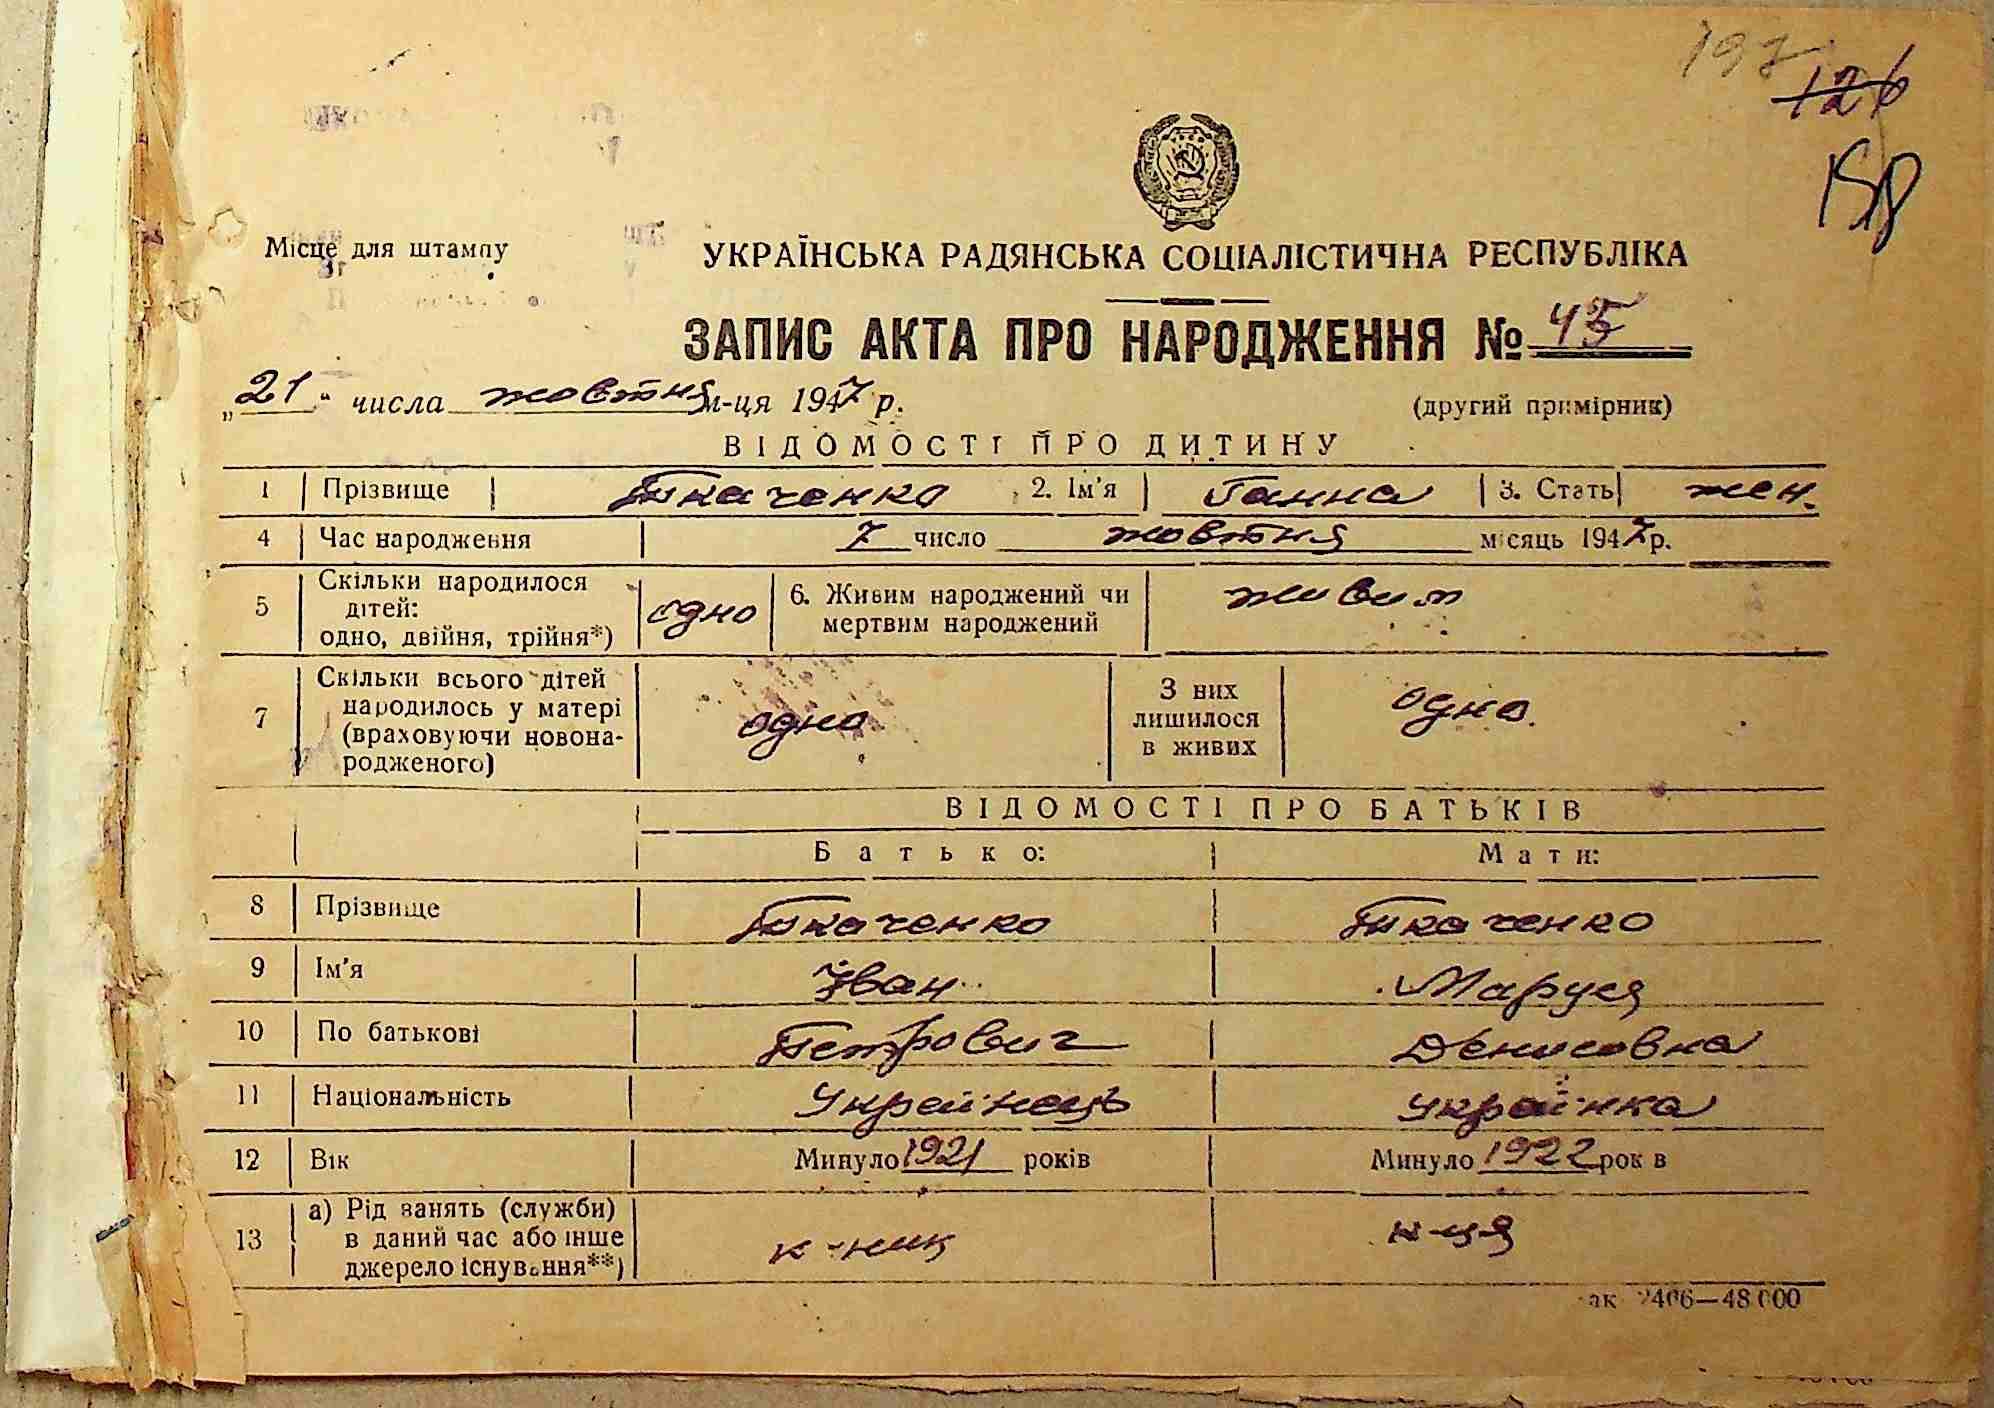 197
126
Місце для штампу
УКРАЇНСЬКА РАДЯНСЬКА СОЦІАЛІСТИЧНА РЕСПУБЛІКА
ЗАПИС АКТА ПРО НАРОДЖЕННЯ № 45
„21“ числа жовтня м-ця 1947 р. (другий примірник)
ВІДОМОСТІ ПРО ДИТИНУ
1 Прізвище Ткаченко 2. Ім'я Ганна 3. Стать жен.
4 Час народження 7 число жовтня місяць 1947 р.
5 Скільки народилося дітей: одно, двійня, трійня*) одно 6. Живим народжений чи мертвим народжений живим
7 Скільки всього дітей народилось у матері (враховуючи новонародженого) одно З них лишилося в живих одно.
ВІДОМОСТІ ПРО БАТЬКІВ
Батько: Мати:
8 Прізвище Ткаченко Ткаченко
9 Ім'я Іван Маруся
10 По батькові Петрович Денисовна
11 Національність Українець українка
12 Вік Минуло 1921 років Минуло 1922 років
13 а) Рід занять (служби) в даний час або інше джерело існування**) к-ник к-ця
2406—48000